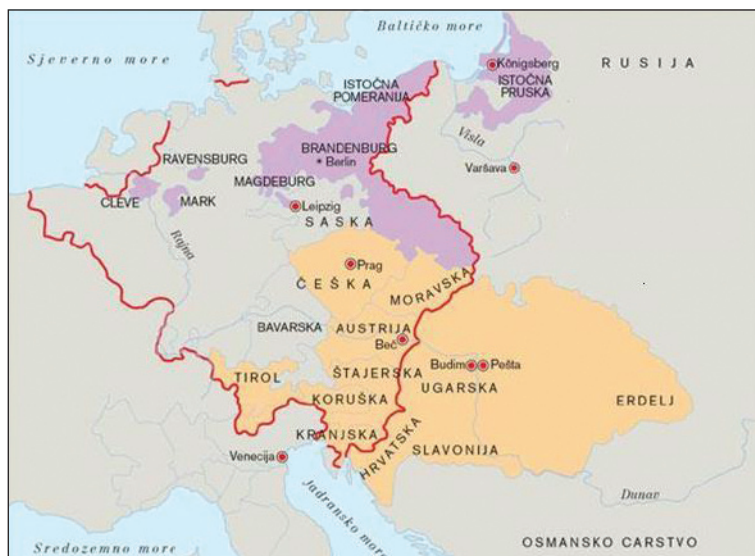 Baltičko more
Sjeverno more
Königsberg
RUSIJA
ISTOČNA
PRUSKA
ISTOČNA
POMERANIJA
Visla
BRANDENBURG
Berlin
RAVENSBURG
Varšava
MAGDEBURG
CLEVE
MARK
Leipzig
SASKA
Rajna
Prag
ČEŠKA
MORAVSKA
BAVARSKA
AUSTRIJA
Beč
Budim
Pešta
TIROL
ŠTAJERSKA
UGARSKA
KORUŠKA
ERDELJ
KRANJSKA
HRVATSKA
SLAVONIJA
Venecija
Jadransko more
Dunav
Sredozemno more
OSMANSKO CARSTVO